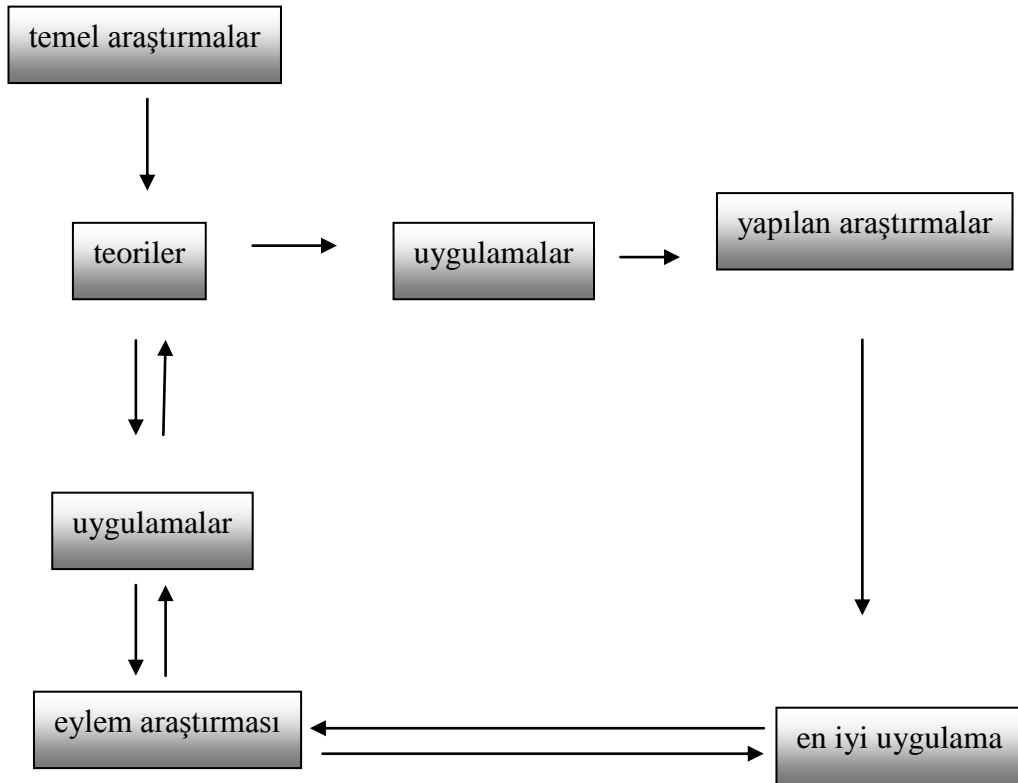 temel araştırmalar
teoriler
uygulamalar
yapılan araştırmalar
uygulamalar
eylem araştırması
en iyi uygulama